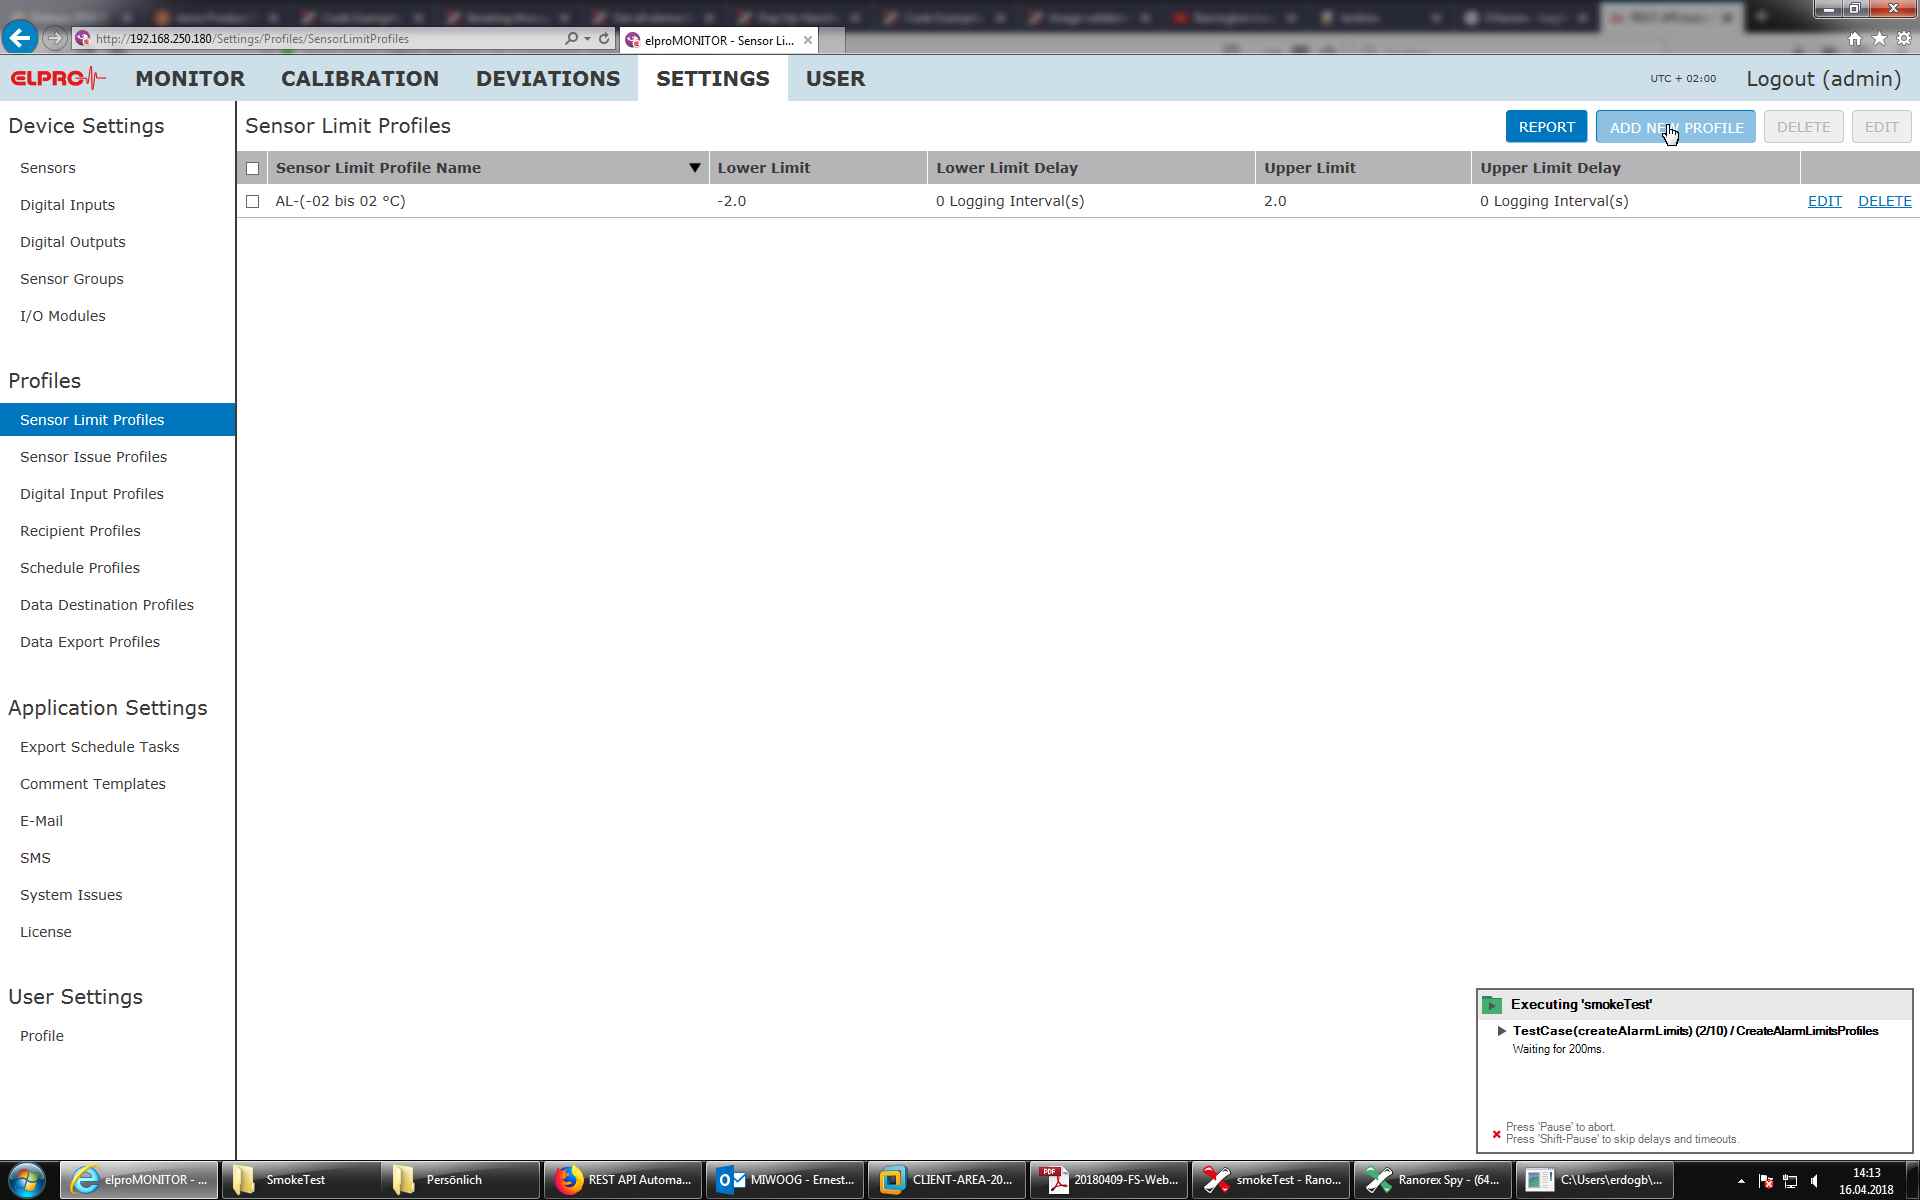 http://192.168.250.180/Settings/Profiles/SensorLimitProfiles
elproMONITOR - Sensor Li...
ELPRO
MONITOR
CALIBRATION
DEVIATIONS
SETTINGS
USER
UTC + 02:00
Logout (admin)
Device Settings
Sensors
Digital Inputs
Digital Outputs
Sensor Groups
I/O Modules
Profiles
Sensor Limit Profiles
Sensor Issue Profiles
Digital Input Profiles
Recipient Profiles
Schedule Profiles
Data Destination Profiles
Data Export Profiles
Application Settings
Export Schedule Tasks
Comment Templates
E-Mail
SMS
System Issues
License
User Settings
Profile
Sensor Limit Profiles
REPORT
ADD NEW PROFILE
DELETE
EDIT
Sensor Limit Profile Name
Lower Limit
Lower Limit Delay
Upper Limit
Upper Limit Delay
AL-(-02 bis 02 °C)
-2.0
0 Logging Interval(s)
2.0
0 Logging Interval(s)
EDIT
DELETE
Executing 'smokeTest'
TestCase(createAlarmLimits) (2/10) / CreateAlarmLimitsProfiles
Waiting for 200ms.
Press 'Pause' to abort.
Press 'Shift-Pause' to skip delays and timeouts.
elproMONITOR - ...
SmokeTest
Persönlich
REST API Automa...
MIWOOG - Ernest...
CLIENT-AREA-20...
PDF
20180409-FS-Web...
smokeTest - Rano...
Ranorex Spy - (64...
C:\Users\erdogb\...
14:13
16.04.2018